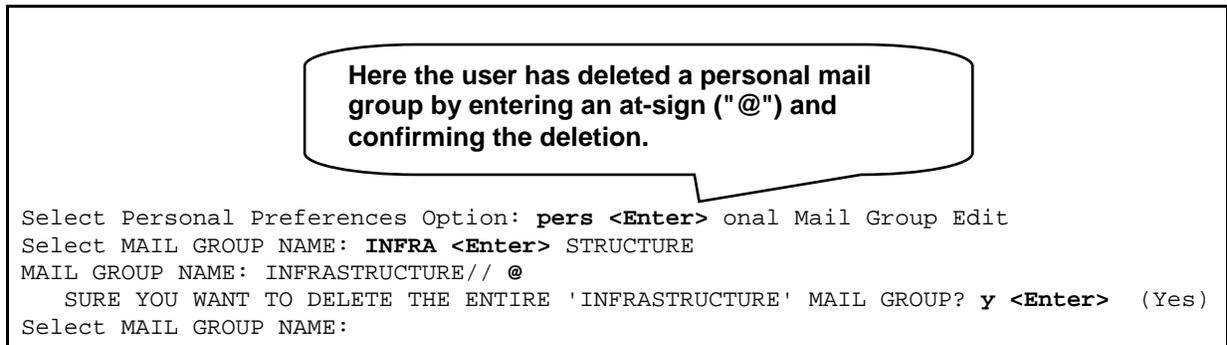 Here the user has deleted a personal mail
group by entering an at-sign ("@") and
confirming the deletion.
Select Personal Preferences Option: pers <Enter> onal Mail Group Edit
Select MAIL GROUP NAME: INFRA <Enter> STRUCTURE
MAIL GROUP NAME: INFRASTRUCTURE// @
SURE YOU WANT TO DELETE THE ENTIRE 'INFRASTRUCTURE' MAIL GROUP? y <Enter> (Yes)
Select MAIL GROUP NAME: